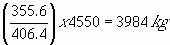 (355.6/406.4) x4550 = 3984 kg